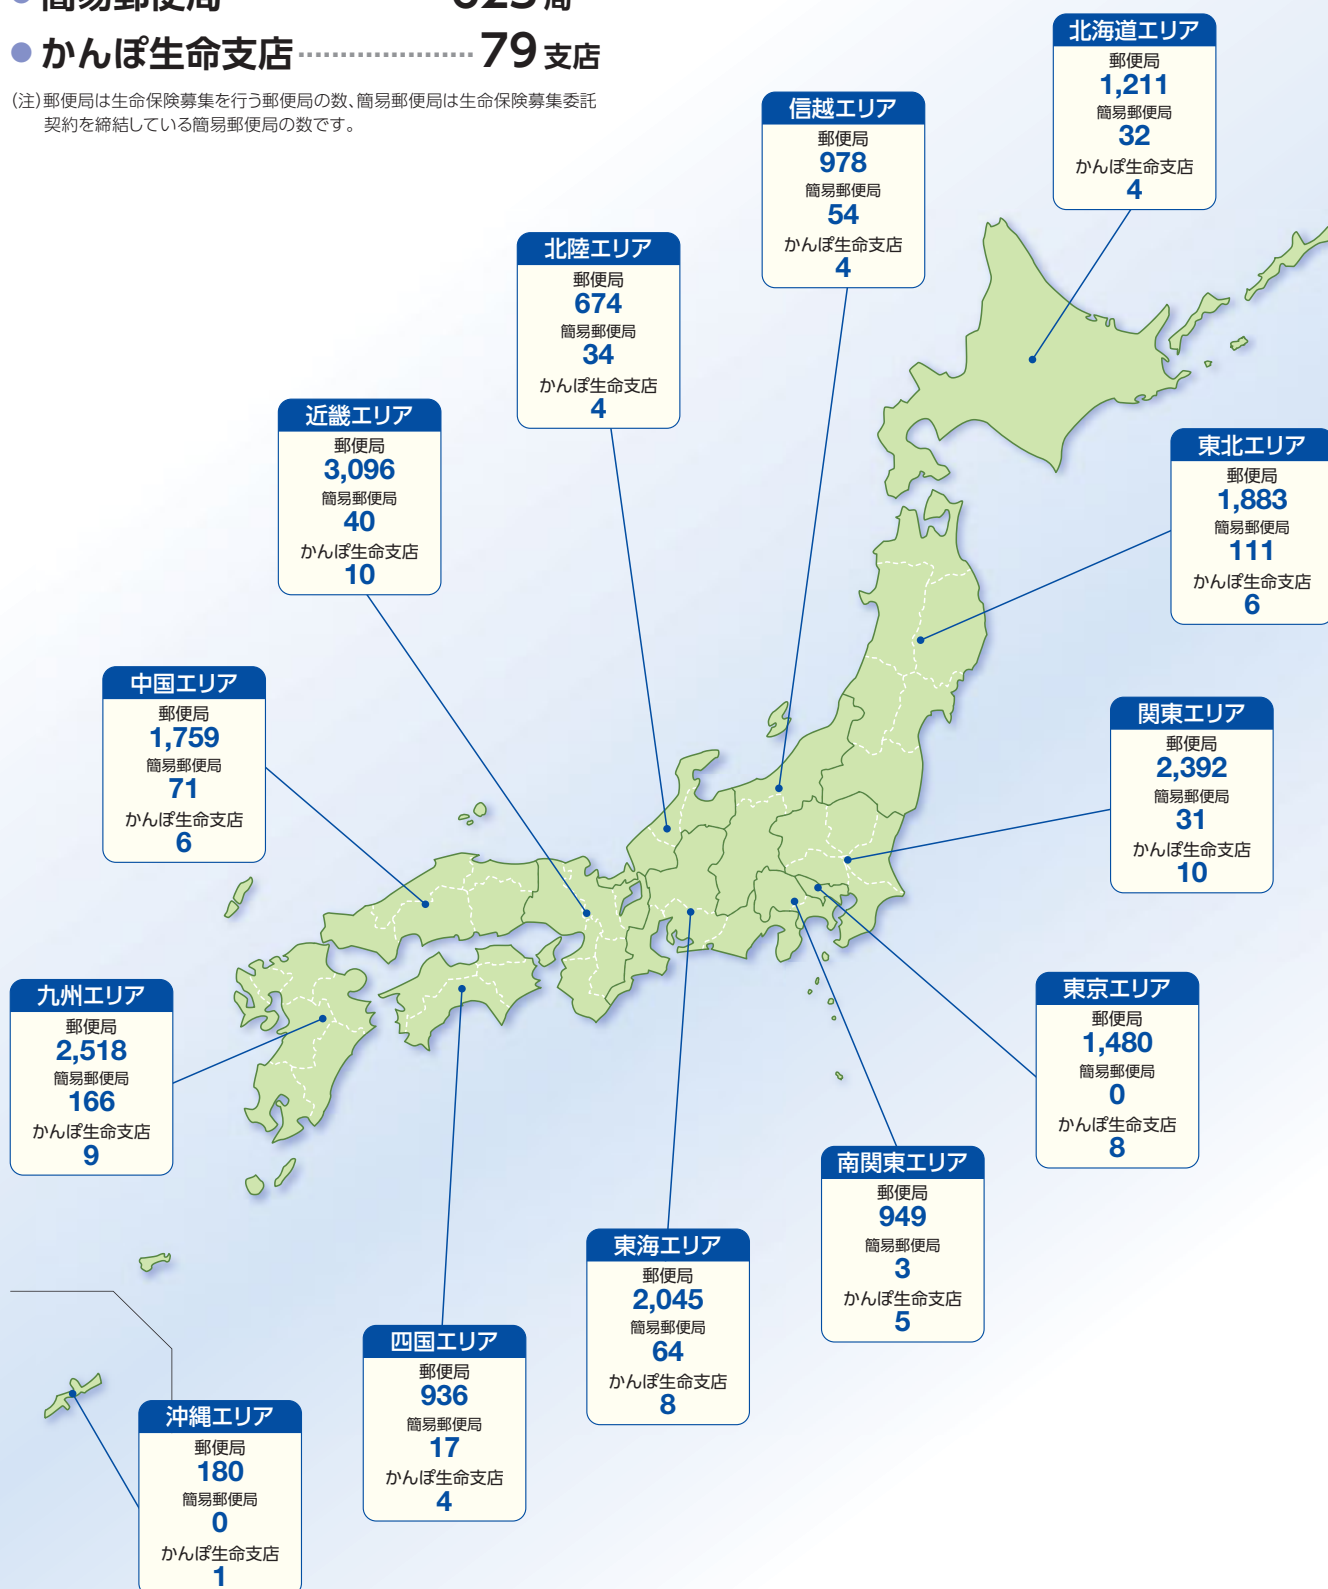 簡易郵便局 623局
かんぽ生命支店 79支店
(注)郵便局は生命保険募集を行う郵便局の数、簡易郵便局は生命保険募集委託
契約を締結している簡易郵便局の数です。
北海道エリア
郵便局
1,211
簡易郵便局
32
かんぽ生命支店
4
信越エリア
郵便局
978
簡易郵便局
54
かんぽ生命支店
4
北陸エリア
郵便局
674
簡易郵便局
34
かんぽ生命支店
4
近畿エリア
郵便局
3,096
簡易郵便局
40
かんぽ生命支店
10
東北エリア
郵便局
1,883
簡易郵便局
111
かんぽ生命支店
6
中国エリア
郵便局
1,759
簡易郵便局
71
かんぽ生命支店
6
関東エリア
郵便局
2,392
簡易郵便局
31
かんぽ生命支店
10
九州エリア
郵便局
2,518
簡易郵便局
166
かんぽ生命支店
9
東京エリア
郵便局
1,480
簡易郵便局
0
かんぽ生命支店
8
南関東エリア
郵便局
949
簡易郵便局
3
かんぽ生命支店
5
東海エリア
郵便局
2,045
簡易郵便局
64
かんぽ生命支店
8
四国エリア
郵便局
936
簡易郵便局
17
かんぽ生命支店
4
沖縄エリア
郵便局
180
簡易郵便局
0
かんぽ生命支店
1